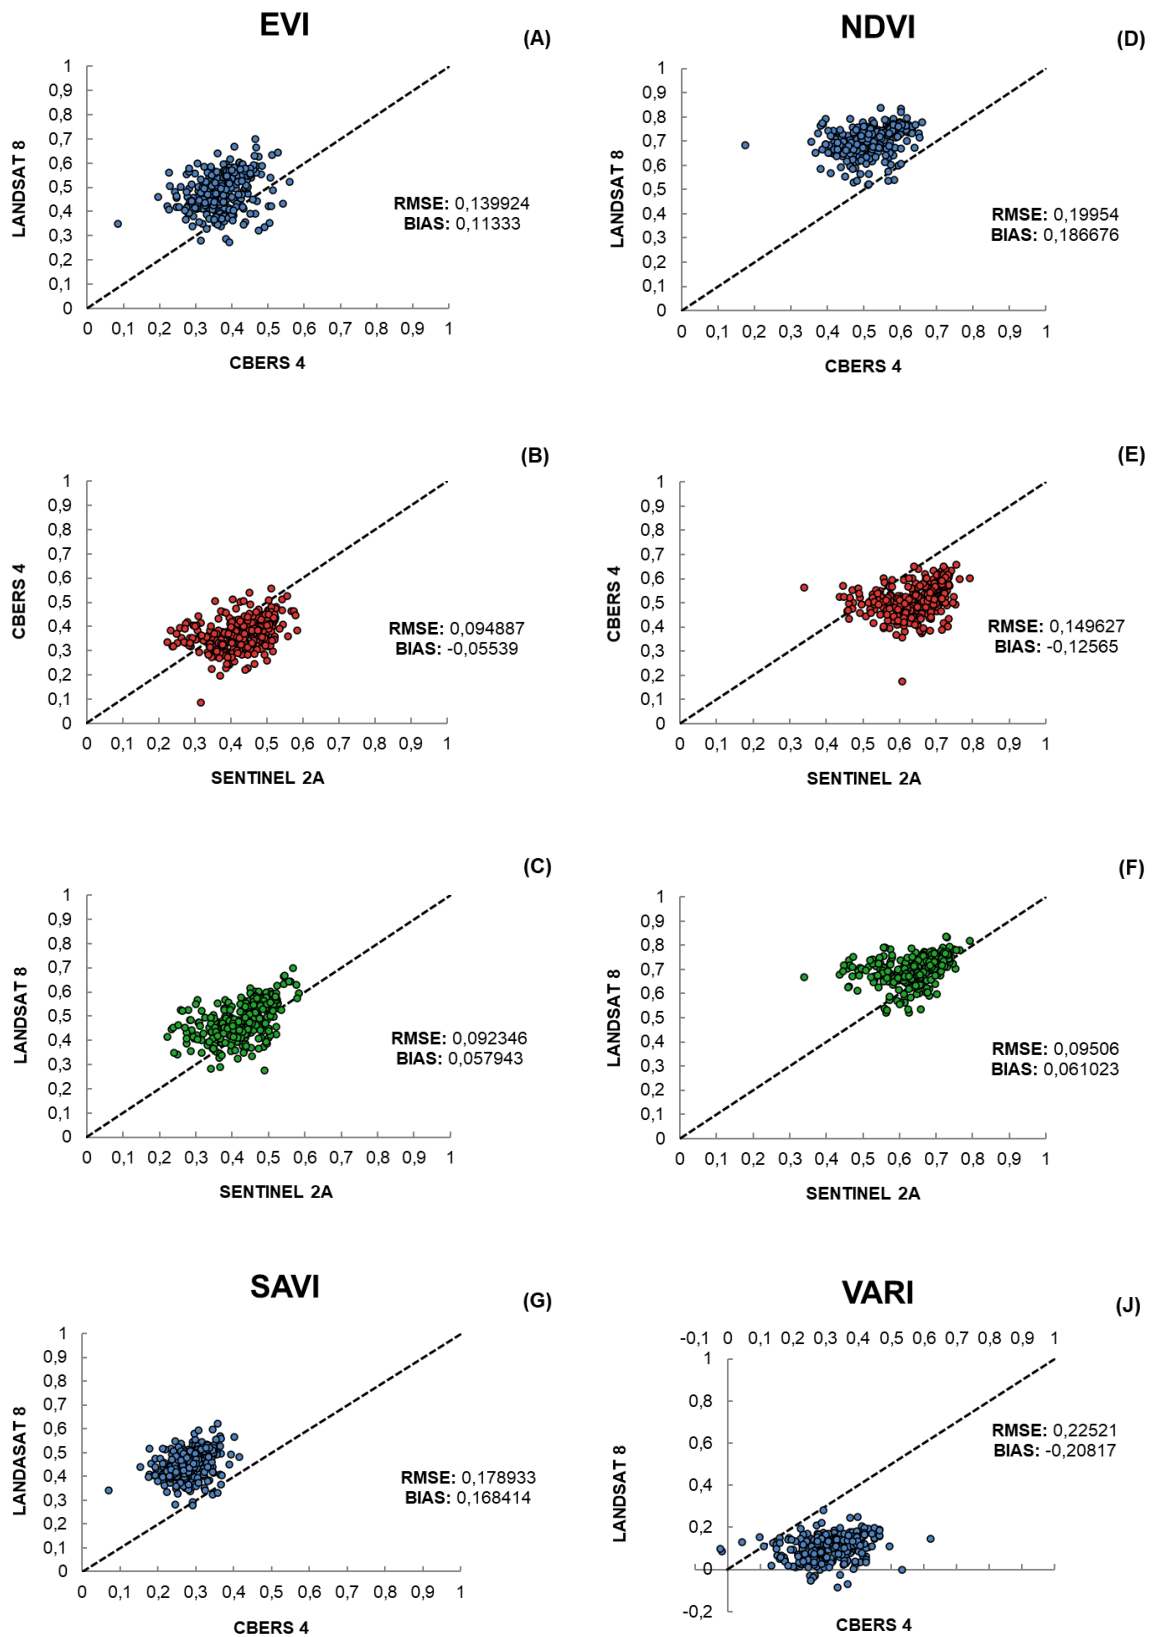 EVI
(A)
1
0,9
0,8
0,7
0,6
0,5
0,4
0,3
0,2
0,1
0
LANDSAT 8
RMSE: 0,139924
BIAS: 0,11333
0 0,1 0,2 0,3 0,4 0,5 0,6 0,7 0,8 0,9 1
CBERS 4
NDVI
(D)
1
0,9
0,8
0,7
0,6
0,5
0,4
0,3
0,2
0,1
0
LANDSAT 8
RMSE: 0,19954
BIAS: 0,186676
0 0,1 0,2 0,3 0,4 0,5 0,6 0,7 0,8 0,9 1
CBERS 4
(B)
1
0,9
0,8
0,7
0,6
0,5
0,4
0,3
0,2
0,1
0
CBERS 4
RMSE: 0,094887
BIAS: -0,05539
0 0,1 0,2 0,3 0,4 0,5 0,6 0,7 0,8 0,9 1
SENTINEL 2A
(E)
1
0,9
0,8
0,7
0,6
0,5
0,4
0,3
0,2
0,1
0
CBERS 4
RMSE: 0,149627
BIAS: -0,12565
0 0,1 0,2 0,3 0,4 0,5 0,6 0,7 0,8 0,9 1
SENTINEL 2A
(C)
1
0,9
0,8
0,7
0,6
0,5
0,4
0,3
0,2
0,1
0
LANDSAT 8
RMSE: 0,092346
BIAS: 0,057943
0 0,1 0,2 0,3 0,4 0,5 0,6 0,7 0,8 0,9 1
SENTINEL 2A
(F)
1
0,9
0,8
0,7
0,6
0,5
0,4
0,3
0,2
0,1
0
LANDSAT 8
RMSE: 0,09506
BIAS: 0,061023
0 0,1 0,2 0,3 0,4 0,5 0,6 0,7 0,8 0,9 1
SENTINEL 2A
SAVI
(G)
1
0,9
0,8
0,7
0,6
0,5
0,4
0,3
0,2
0,1
0
LANDASAT 8
RMSE: 0,178933
BIAS: 0,168414
0 0,1 0,2 0,3 0,4 0,5 0,6 0,7 0,8 0,9 1
CBERS 4
VARI
(J)
-0,1 0 0,1 0,2 0,3 0,4 0,5 0,6 0,7 0,8 0,9 1
1
0,8
0,6
0,4
0,2
0
-0,2
LANDSAT 8
RMSE: 0,22521
BIAS: -0,20817
CBERS 4